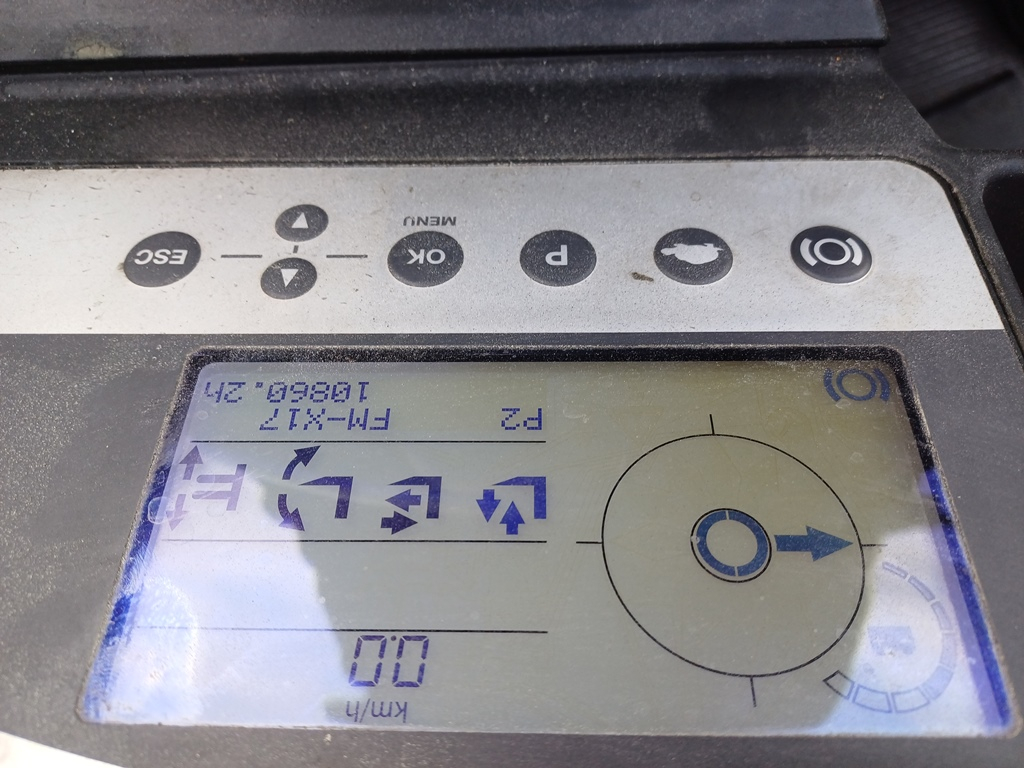 km/h
0.0
P2 FM-X17
10860.2h
P
OK
MENU
ESC